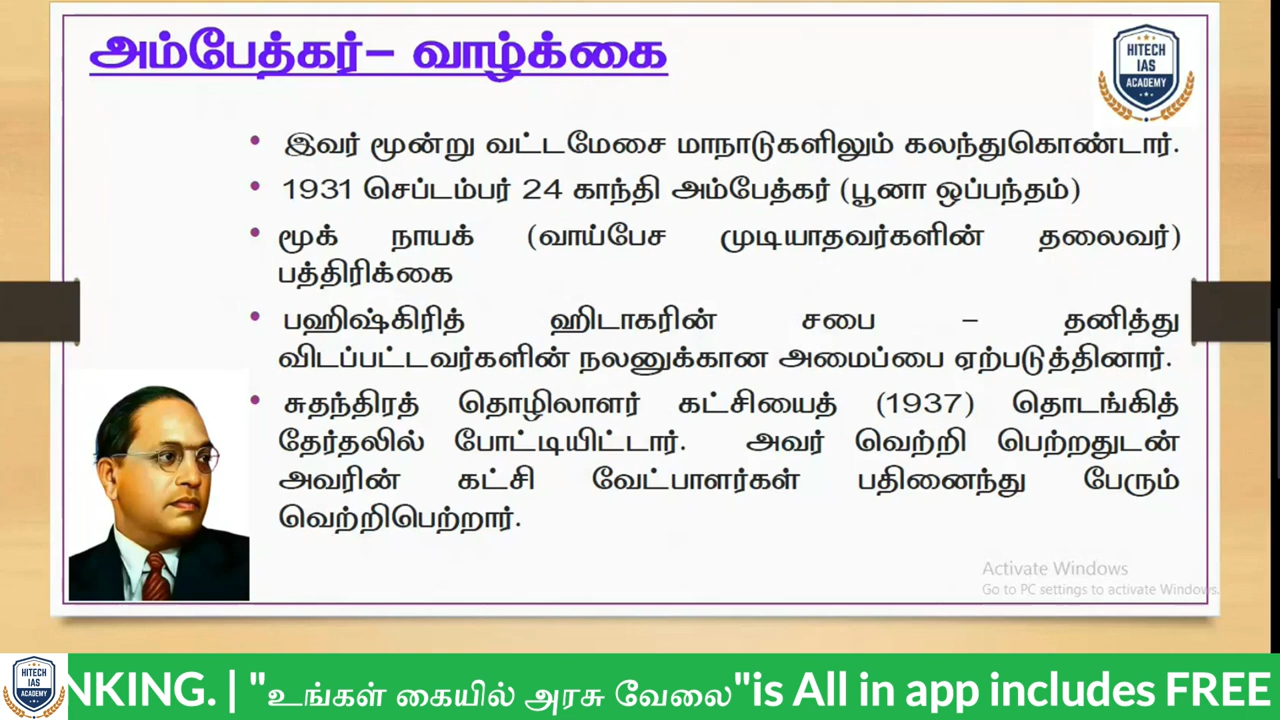 அம்பேத்கர்– வாழ்க்கை
HITECH
IAS
ACADEMY
• இவர் மூன்று வட்டமேசை மாநாடுகளிலும் கலந்துகொண்டார்.
• 1931 செப்டம்பர் 24 காந்தி அம்பேத்கர் (பூனா ஒப்பந்தம்)
• மூக் நாயக் (வாய்பேச முடியாதவர்களின் தலைவர்)
பத்திரிக்கை
• பஹிஷ்கிரித் ஹிடாகரின் சபை – தனித்து
விடப்பட்டவர்களின் நலனுக்கான அமைப்பை ஏற்படுத்தினார்.
• சுதந்திரத் தொழிலாளர் கட்சியைத் (1937) தொடங்கித்
தேர்தலில் போட்டியிட்டார். அவர் வெற்றி பெற்றதுடன்
அவரின் கட்சி வேட்பாளர்கள் பதினைந்து பேரும்
வெற்றிபெற்றார்.
Activate Windows
Go to PC settings to activate Windows.
HITECH
IAS
ACADEMY
NKING. | "உங்கள் கையில் அரசு வேலை"is All in app includes FREE